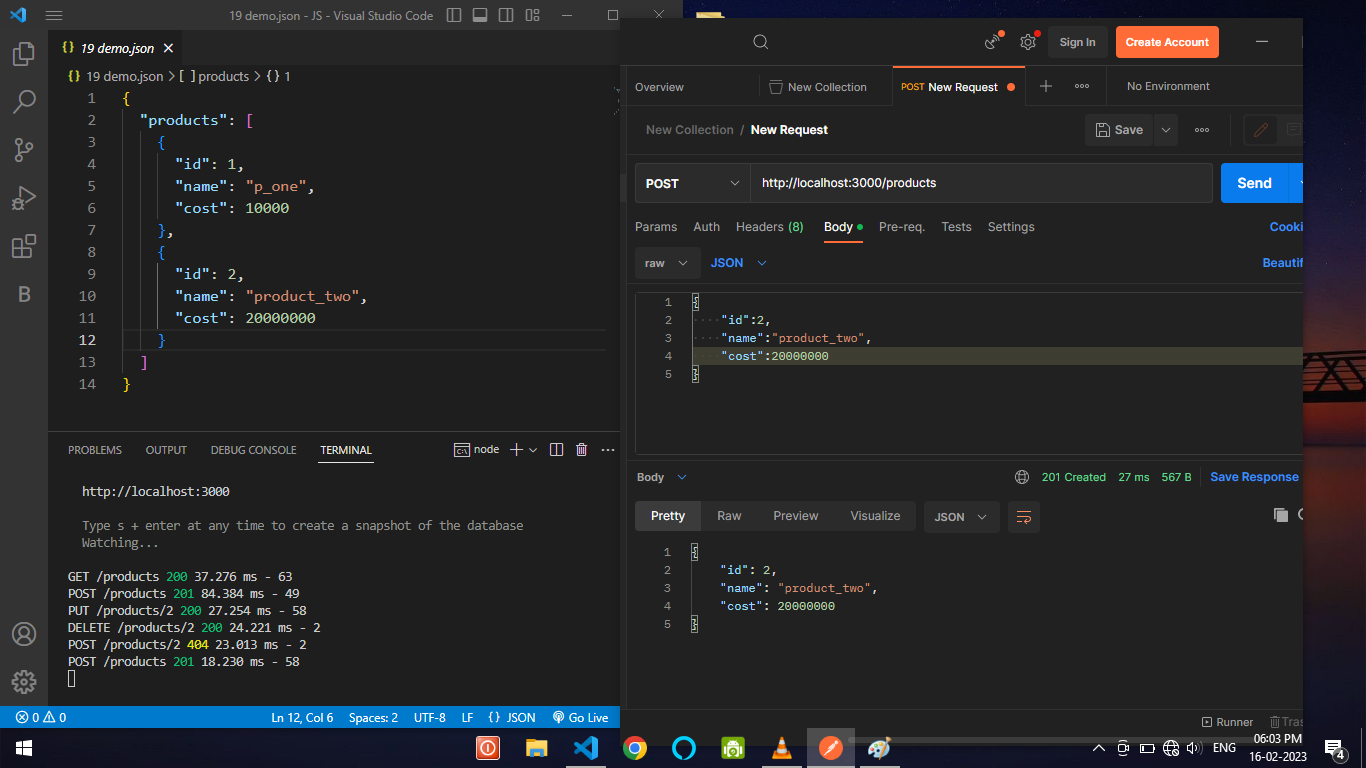 19 demo.json - JS - Visual Studio Code
{} 19 demo.json ×
{} 19 demo.json > [ ] products > {} 1
1 {
2 "products": [
3 {
4 "id": 1,
5 "name": "p_one",
6 "cost": 10000
7 },
8 {
9 "id": 2,
10 "name": "product_two",
11 "cost": 20000000
12 }
13 ]
14 }
B
PROBLEMS OUTPUT DEBUG CONSOLE TERMINAL node
http://localhost:3000
Type s + enter at any time to create a snapshot of the database
Watching...
GET /products 200 37.276 ms - 63
POST /products 201 84.384 ms - 49
PUT /products/2 200 27.254 ms - 58
DELETE /products/2 200 24.221 ms - 2
POST /products/2 404 23.013 ms - 2
POST /products 201 18.230 ms - 58
0 0 Ln 12, Col 6 Spaces: 2 UTF-8 LF {} JSON Go Live
Sign In Create Account
Overview New Collection POST New Request No Environment
New Collection / New Request Save
POST http://localhost:3000/products Send
Params Auth Headers (8) Body Pre-req. Tests Settings Cooki
raw JSON Beautif
1 {
2 "id":2,
3 "name":"product_two",
4 "cost":20000000
5 }
Body 201 Created 27 ms 567 B Save Response
Pretty Raw Preview Visualize JSON
1 {
2 "id": 2,
3 "name": "product_two",
4 "cost": 20000000
5 }
Runner Tras
ENG 06:03 PM
16-02-2023
4